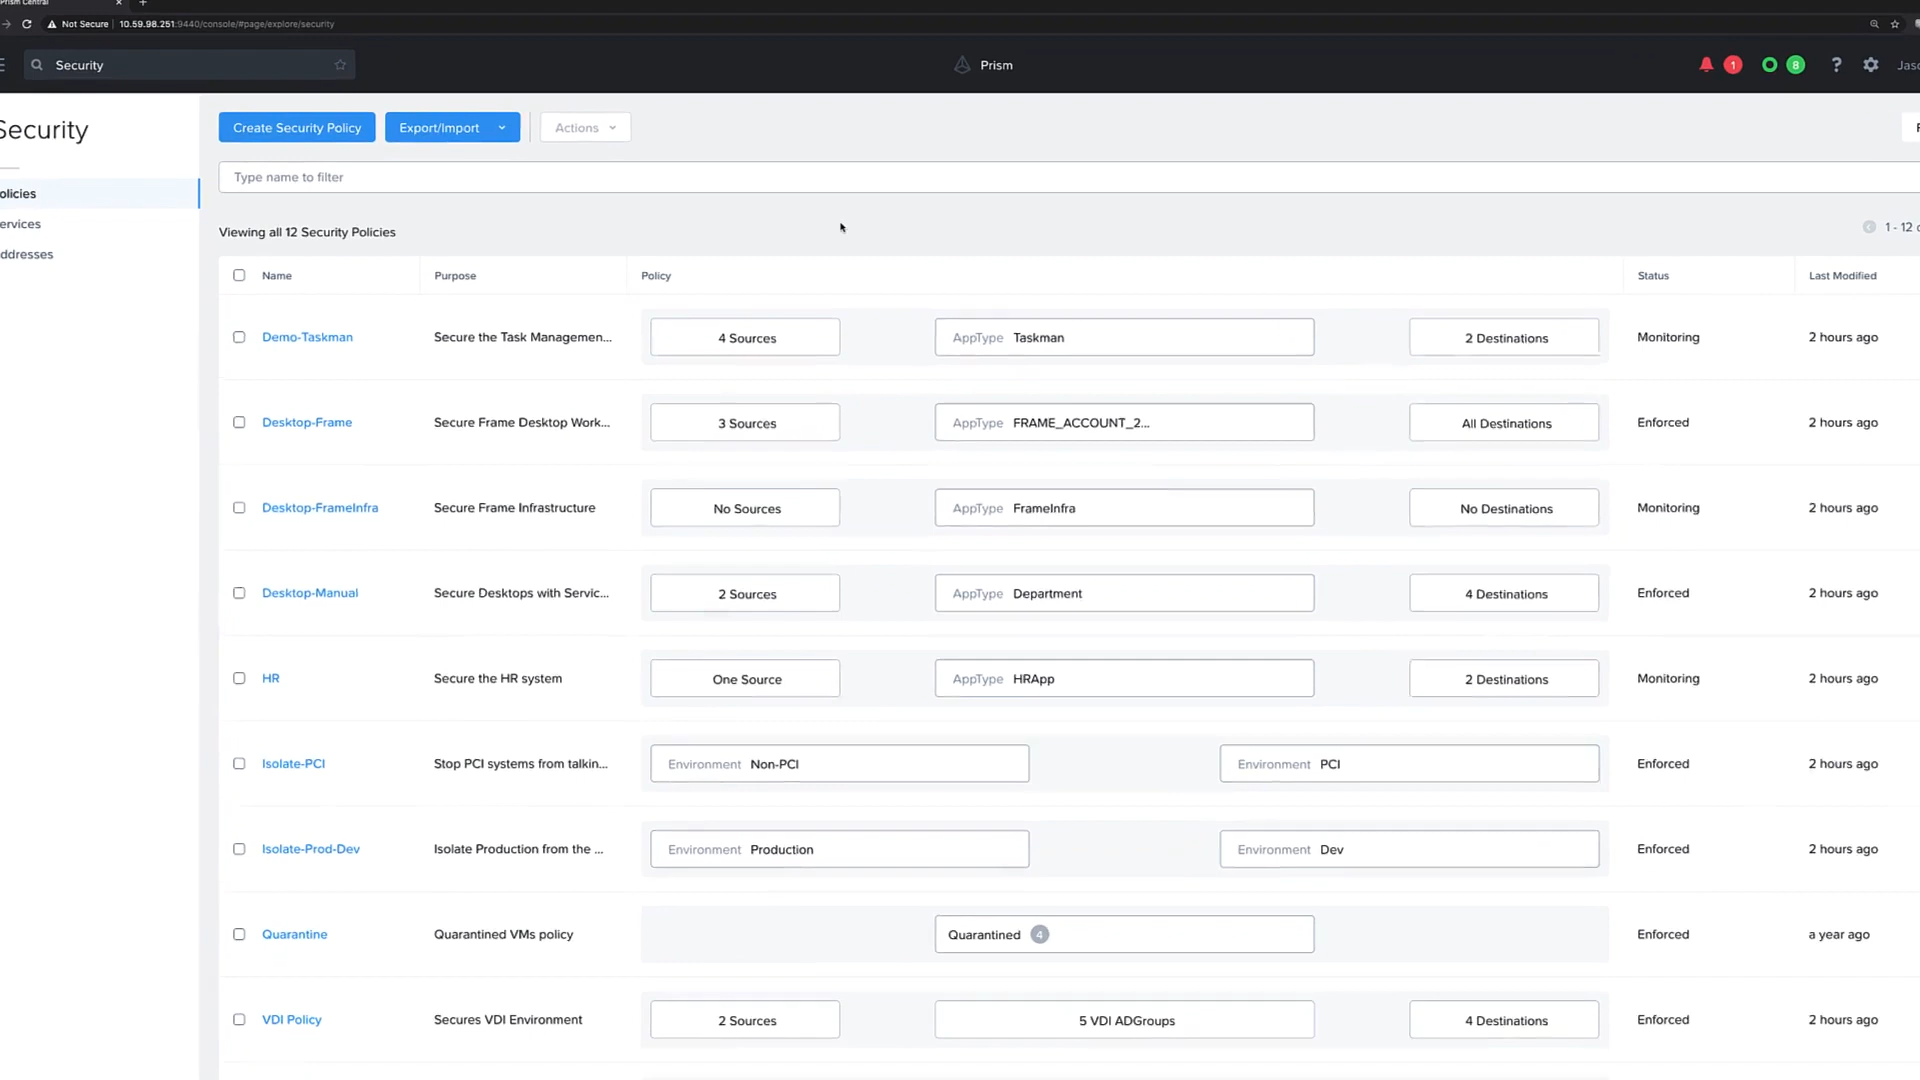 Prism Central
Not Secure 10.59.98.251:9440/console/#page/explore/security
Security
Prism
1
8
?
Jaso
Security
olicies
ervices
ddresses
Create Security Policy
Export/Import
Actions
Type name to filter
Viewing all 12 Security Policies
1 - 12 o
Name Purpose Policy Status Last Modified
Demo-Taskman Secure the Task Managemen... 4 Sources AppType Taskman 2 Destinations Monitoring 2 hours ago
Desktop-Frame Secure Frame Desktop Work... 3 Sources AppType FRAME_ACCOUNT_2... All Destinations Enforced 2 hours ago
Desktop-FrameInfra Secure Frame Infrastructure No Sources AppType FrameInfra No Destinations Monitoring 2 hours ago
Desktop-Manual Secure Desktops with Servic... 2 Sources AppType Department 4 Destinations Enforced 2 hours ago
HR Secure the HR system One Source AppType HRApp 2 Destinations Monitoring 2 hours ago
Isolate-PCI Stop PCI systems from talkin... Environment Non-PCI Environment PCI Enforced 2 hours ago
Isolate-Prod-Dev Isolate Production from the ... Environment Production Environment Dev Enforced 2 hours ago
Quarantine Quarantined VMs policy Quarantined 4 Enforced a year ago
VDI Policy Secures VDI Environment 2 Sources 5 VDI ADGroups 4 Destinations Enforced 2 hours ago